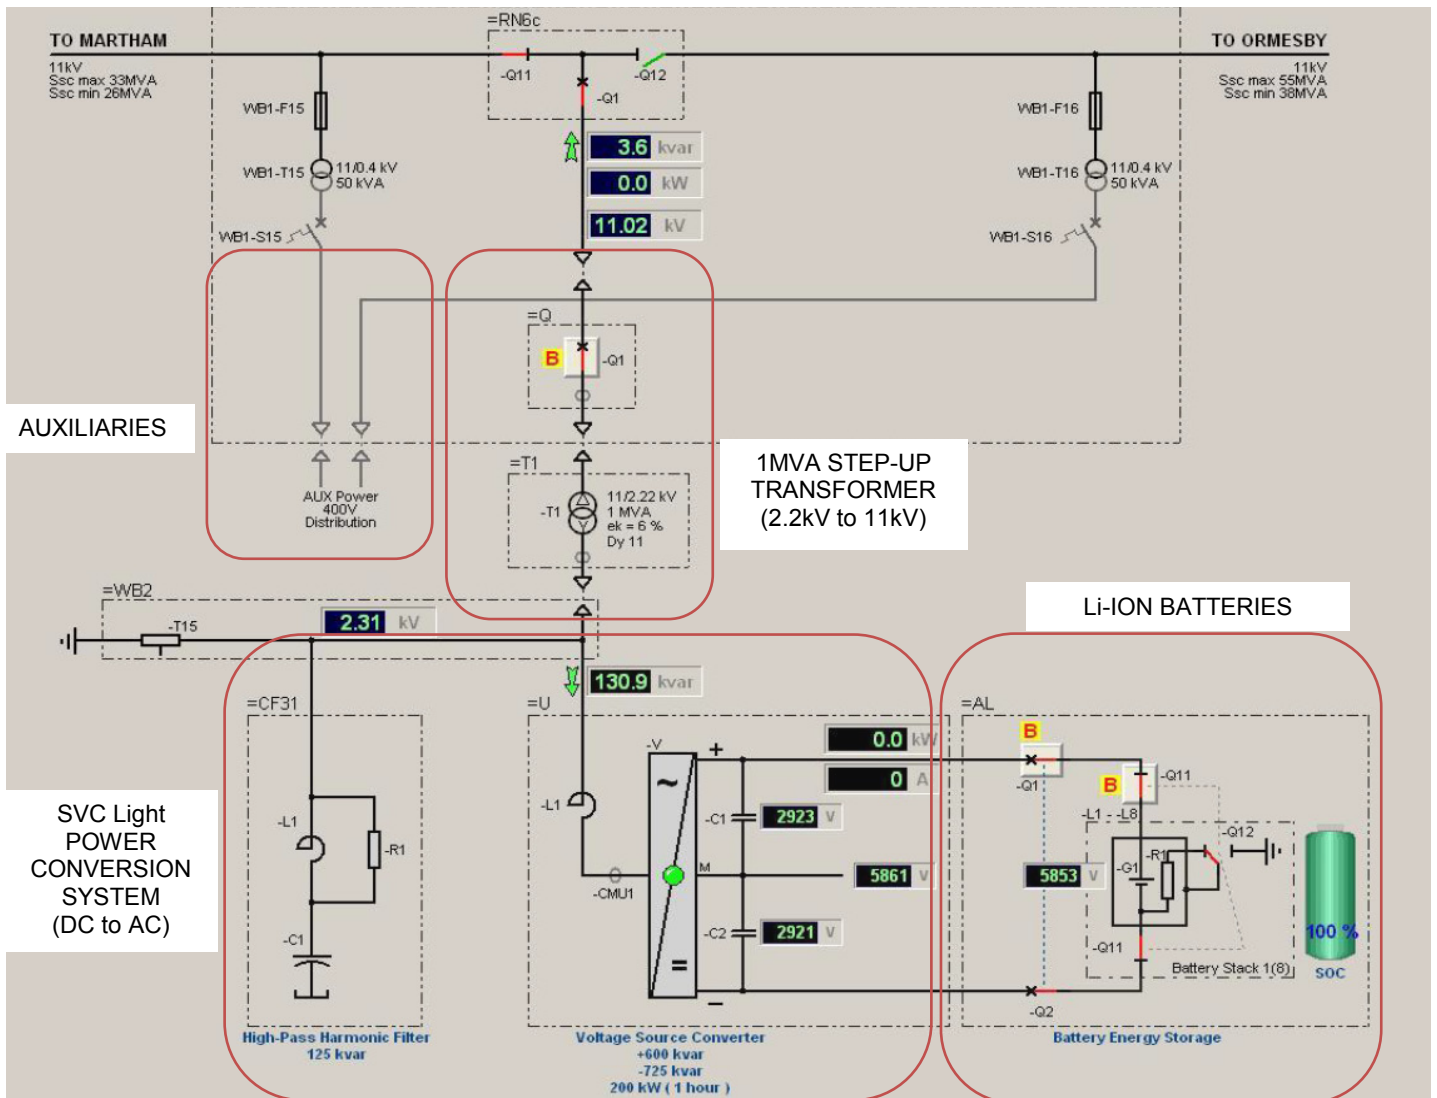 =RN6c
TO MARTHAM
11kV
Ssc max 33MVA
Ssc min 26MVA
TO ORMESBY
11kV
Ssc max 55MVA
Ssc min 38MVA
-Q11
-Q12
-Q1
WB1-F15
WB1-F16
3.6 kvar
0.0 kW
11.02 kV
WB1-T15
11/0.4 kV
50 kVA
WB1-T16
11/0.4 kV
50 kVA
WB1-S15
WB1-S16
=Q
B
-Q1
AUXILIARIES
=T1
-T1
11/2.22 kV
1 MVA
ek = 6 %
Dy 11
1MVA STEP-UP
TRANSFORMER
(2.2kV to 11kV)
AUX Power
400V
Distribution
=WB2
-T15
2.31 kV
Li-ION BATTERIES
130.9 kvar
=CF31
=U
=AL
-V
+
~
0.0 kW
0 A
B
-Q1
B
-Q11
-L1
-C1
2923 V
-L1 - -L8
-Q12
SVC Light
POWER
CONVERSION
SYSTEM
(DC to AC)
-L1
-R1
-CMU1
M
5861 V
5853 V
-G1
-R1
-C1
-C2
2921 V
=
–
-Q11
100 %
Battery Stack 1(8)
SOC
-Q2
High-Pass Harmonic Filter
125 kvar
Voltage Source Converter
+600 kvar
-725 kvar
200 kW ( 1 hour )
Battery Energy Storage